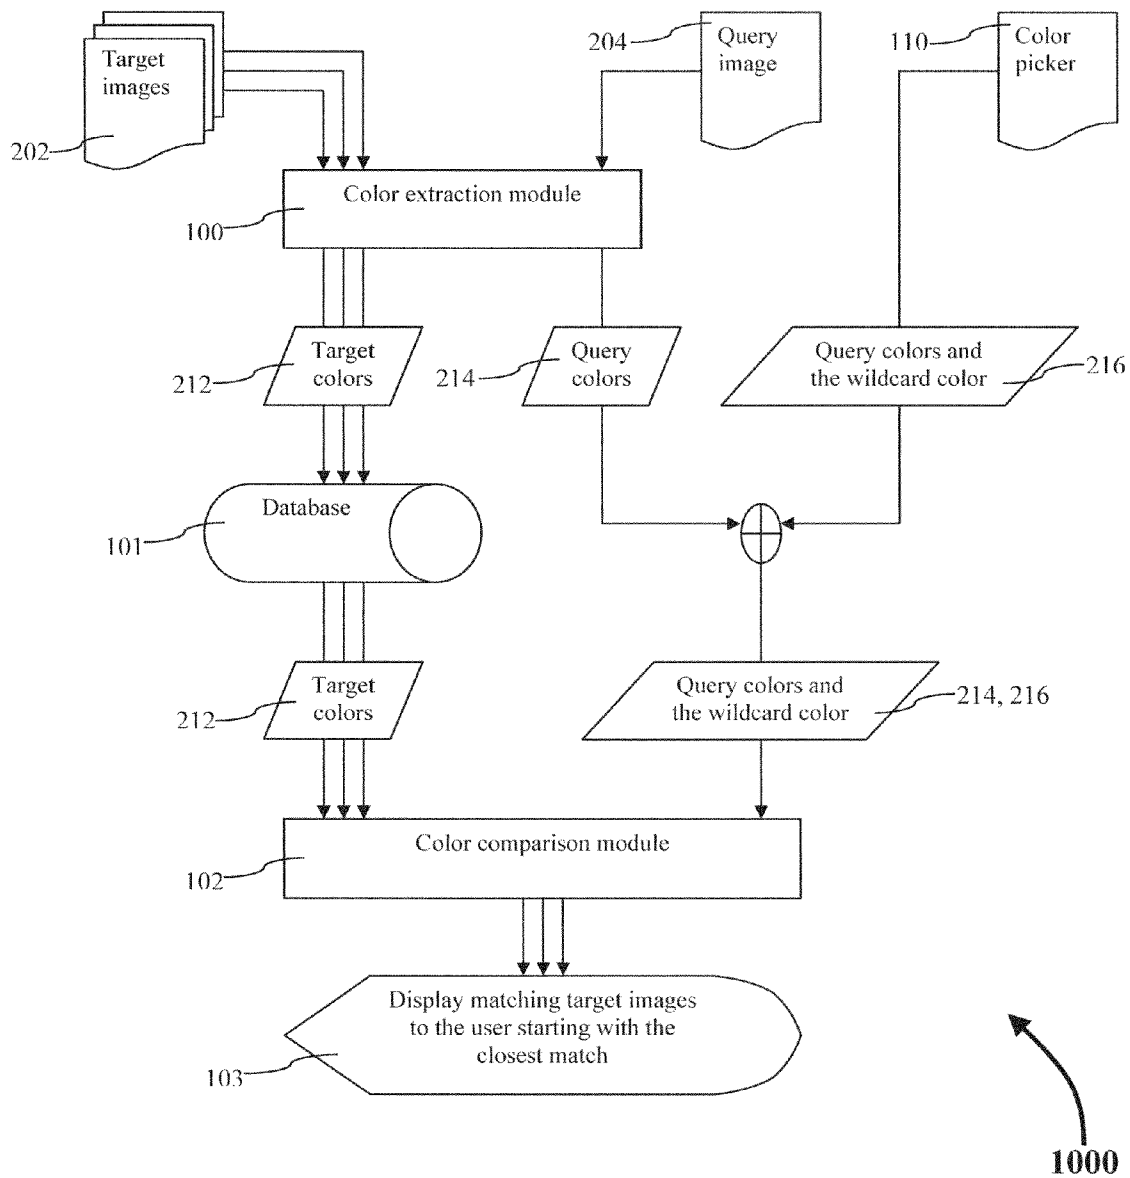 Target
images
202
204
Query
image
110
Color
picker
Color extraction module
100
Target
colors
212
Query
colors
214
Query colors and
the wildcard color
216
Database
101
Target
colors
212
Query colors and
the wildcard color
214, 216
Color comparison module
102
Display matching target images
to the user starting with the
closest match
103
1000